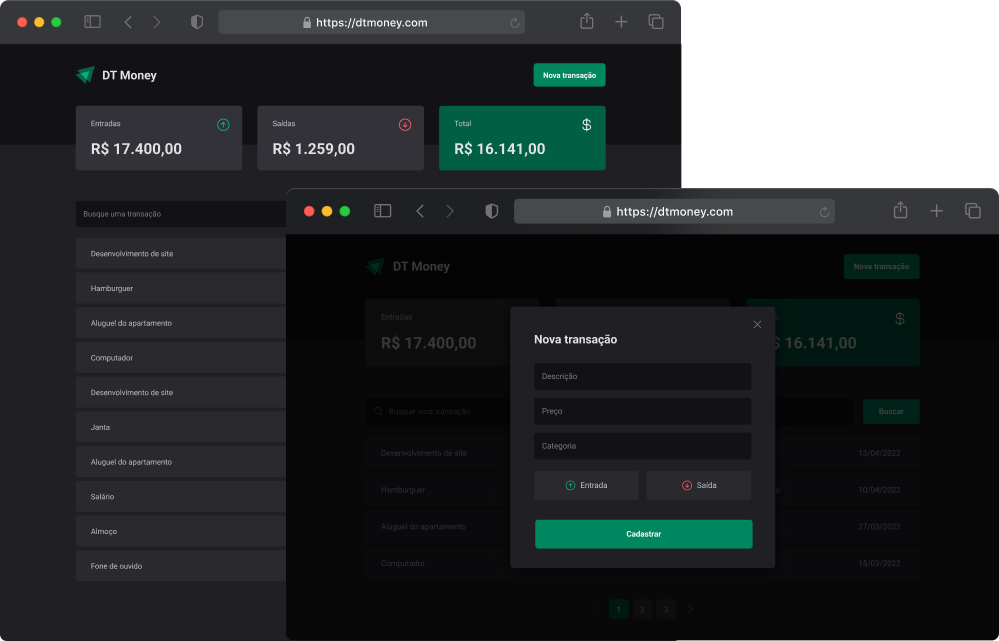 https://dtmoney.com
DT Money
Nova transação
Entradas
R$ 17.400,00
Saídas
R$ 1.259,00
Total
$
R$ 16.141,00
Busque uma transação
Desenvolvimento de site
Hamburguer
Aluguel do apartamento
Computador
Desenvolvimento de site
Janta
Aluguel do apartamento
Salário
Almoço
Fone de ouvido
https://dtmoney.com
DT Money
Nova transação
Entradas
R$ 17.400,00
$
16.141,00
Busque uma transação
Buscar
Desenvolvimento de site
13/04/2022
Hamburguer
10/04/2022
Aluguel do apartamento
27/03/2022
Computador
15/03/2022
1 2 3
Nova transação
Descrição
Preço
Categoria
Entrada
Saída
Cadastrar